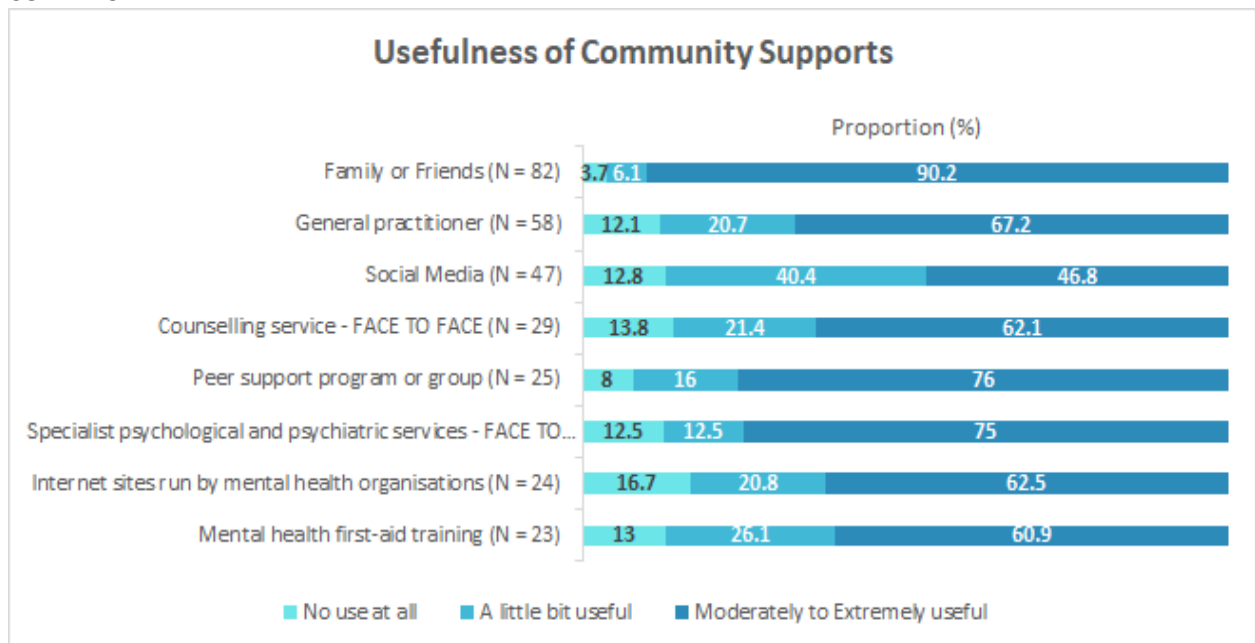 Usefulness of Community Supports
Proportion (%)
Family or Friends (N = 82) 3.7 6.1 90.2
General practitioner (N = 58) 12.1 20.7 67.2
Social Media (N = 47) 12.8 40.4 46.8
Counselling service - FACE TO FACE (N = 29) 13.8 21.4 62.1
Peer support program or group (N = 25) 8 16 76
Specialist psychological and psychiatric services - FACE TO... 12.5 12.5 75
Internet sites run by mental health organisations (N = 24) 16.7 20.8 62.5
Mental health first-aid training (N = 23) 13 26.1 60.9
No use at all A little bit useful Moderately to Extremely useful